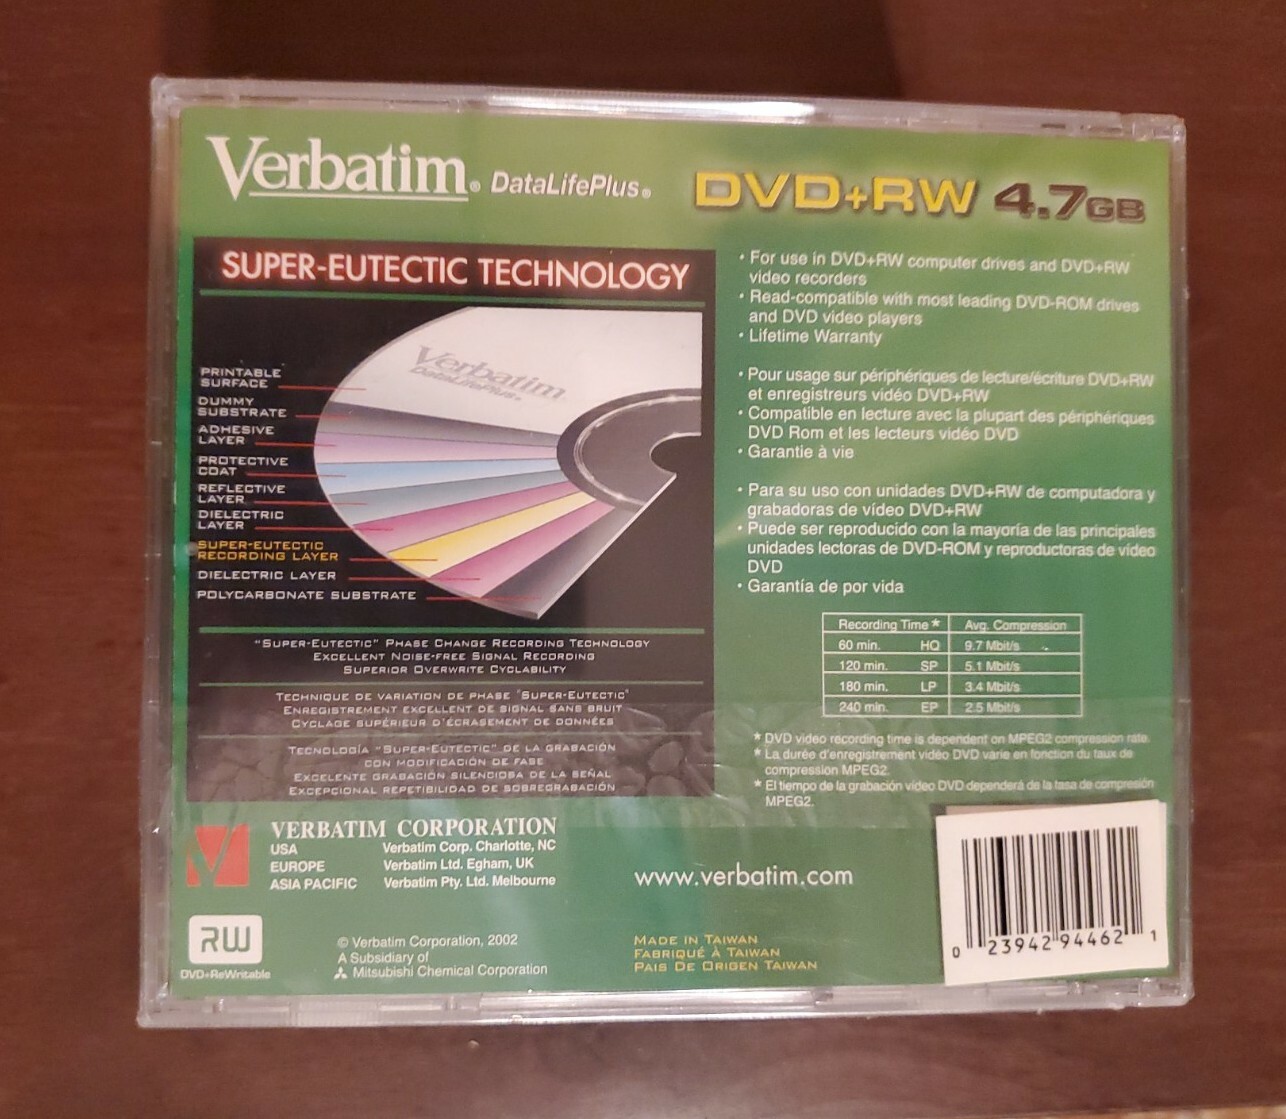 Verbatim® DataLifePlus®
DVD+RW 4.7GB
SUPER-EUTECTIC TECHNOLOGY
Verbatim
DataLifePlus
PRINTABLE
SURFACE
DUMMY
SUBSTRATE
ADHESIVE
LAYER
PROTECTIVE
COAT
REFLECTIVE
LAYER
DIELECTRIC
LAYER
SUPER-EUTECTIC
RECORDING LAYER
DIELECTRIC LAYER
POLYCARBONATE SUBSTRATE
"SUPER-EUTECTIC" PHASE CHANGE RECORDING TECHNOLOGY
EXCELLENT NOISE-FREE SIGNAL RECORDING
SUPERIOR OVERWRITE CYCLABILITY
TECHNIQUE DE VARIATION DE PHASE "SUPER-EUTECTIC"
ENREGISTREMENT EXCELLENT DE SIGNAL SANS BRUIT
CYCLAGE SUPÉRIEUR D'ÉCRASEMENT DE DONNÉES
TECNOLOGÍA "SUPER-EUTECTIC" DE LA GRABACIÓN
CON MODIFICACIÓN DE FASE
EXCELENTE GRABACIÓN SILENCIOSA DE LA SEÑAL
EXCEPCIONAL REPETIBILIDAD DE SOBREGRABACIÓN
• For use in DVD+RW computer drives and DVD+RW
video recorders
• Read-compatible with most leading DVD-ROM drives
and DVD video players
• Lifetime Warranty
• Pour usage sur périphériques de lecture/écriture DVD+RW
et enregistreurs vidéo DVD+RW
• Compatible en lecture avec la plupart des périphériques
DVD Rom et les lecteurs vidéo DVD
• Garantie à vie
• Para su uso con unidades DVD+RW de computadora y
grabadoras de vídeo DVD+RW
• Puede ser reproducido con la mayoría de las principales
unidades lectoras de DVD-ROM y reproductoras de vídeo
DVD
• Garantía de por vida
Recording Time* Avg. Compression
60 min. HQ 9.7 Mbit/s
120 min. SP 5.1 Mbit/s
180 min. LP 3.4 Mbit/s
240 min. EP 2.5 Mbit/s
* DVD video recording time is dependent on MPEG2 compression rate.
* La durée d'enregistrement vidéo DVD varie en fonction du taux de
compression MPEG2.
* El tiempo de la grabación vídeo DVD dependerá de la tasa de compresión
MPEG2.
VERBATIM CORPORATION
USA Verbatim Corp. Charlotte, NC
EUROPE Verbatim Ltd. Egham, UK
ASIA PACIFIC Verbatim Pty. Ltd. Melbourne
www.verbatim.com
RW
DVD+ReWritable
© Verbatim Corporation, 2002
A Subsidiary of
Mitsubishi Chemical Corporation
MADE IN TAIWAN
FABRIQUÉ À TAIWAN
PAIS DE ORIGEN TAIWAN
0 23942 94462 1